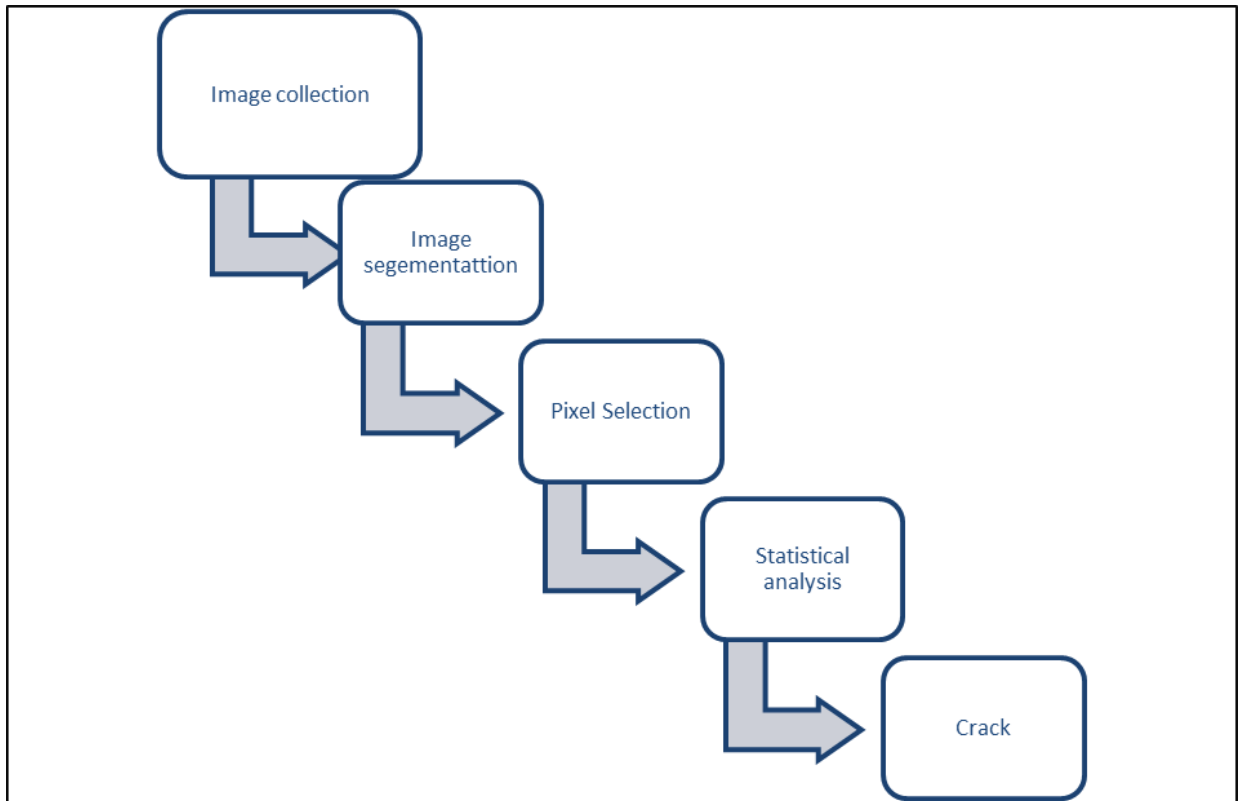 Image collection
Image
segementattion
Pixel Selection
Statistical
analysis
Crack